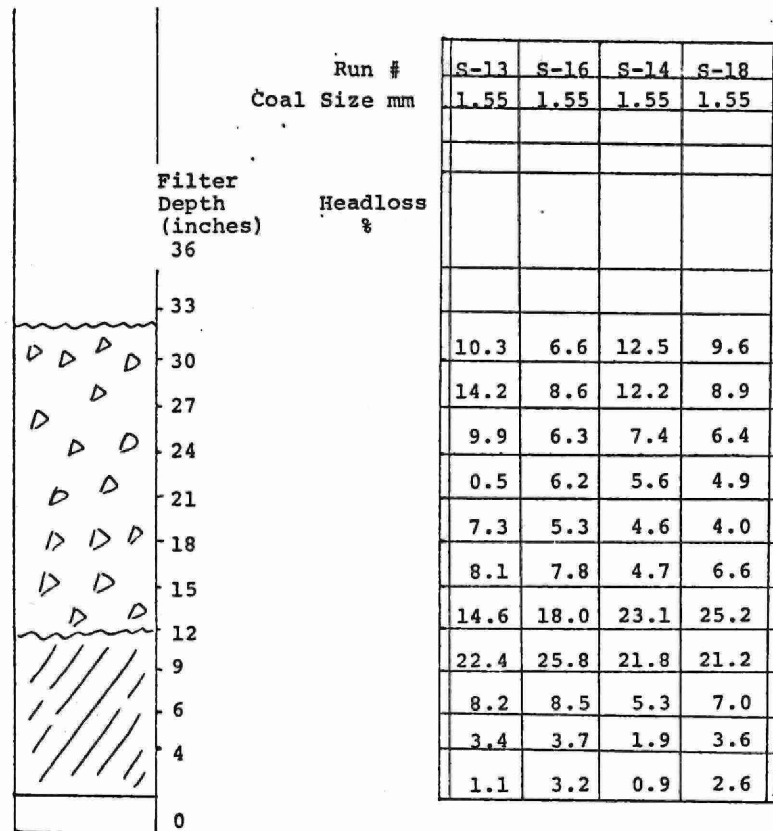 Run # S-13 S-16 S-14 S-18
Coal Size mm 1.55 1.55 1.55 1.55
Filter
Depth Headloss
(inches) %
36
33
30 10.3 6.6 12.5 9.6
27 14.2 8.6 12.2 8.9
24 9.9 6.3 7.4 6.4
21 0.5 6.2 5.6 4.9
18 7.3 5.3 4.6 4.0
15 8.1 7.8 4.7 6.6
12 14.6 18.0 23.1 25.2
9 22.4 25.8 21.8 21.2
6 8.2 8.5 5.3 7.0
4 3.4 3.7 1.9 3.6
1.1 3.2 0.9 2.6
0